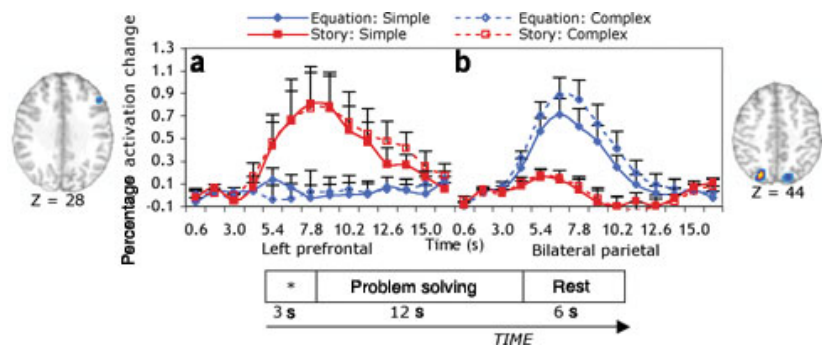 Equation: Simple Equation: Complex
Story: Simple Story: Complex
Percentage activation change
1.3
1.1
0.9
0.7
0.5
0.3
0.1
-0.1
a
b
0.6 3.0 5.4 7.8 10.2 12.6 15.0 0.6 3.0 5.4 7.8 10.2 12.6 15.0
Left prefrontal Time (s) Bilateral parietal
Z = 28
Z = 44
* Problem solving Rest
3 s 12 s 6 s
TIME